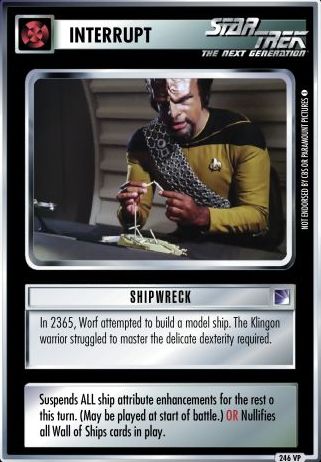 INTERRUPT
STAR TREK
THE NEXT GENERATION
NOT ENDORSED BY CBS OR PARAMOUNT PICTURES
SHIPWRECK
In 2365, Worf attempted to build a model ship. The Klingon
warrior struggled to master the delicate dexterity required.
Suspends ALL ship attribute enhancements for the rest o
this turn. (May be played at start of battle.) OR Nullifies
all Wall of Ships cards in play.
246 VP